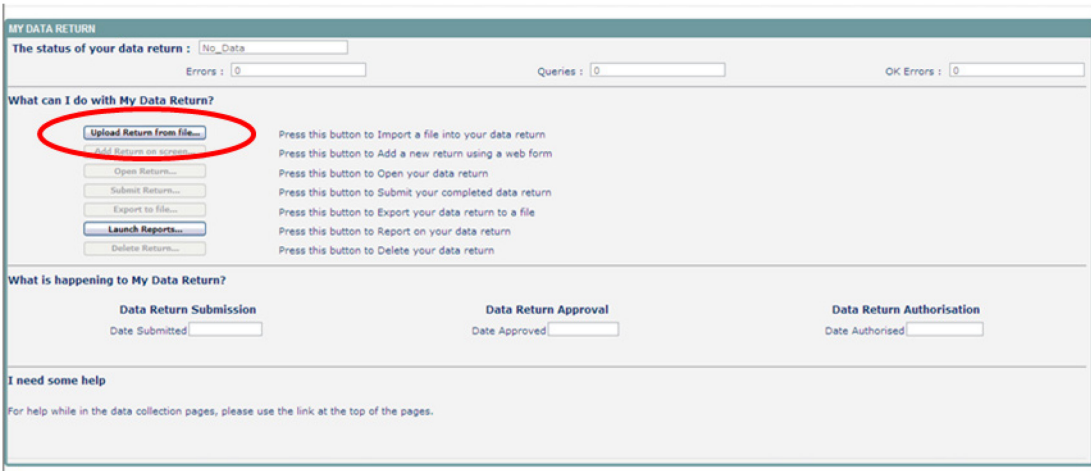 MY DATA RETURN
The status of your data return : No_Data
Errors : 0 Queries : 0 OK Errors : 0
What can I do with My Data Return?
Upload Return from file... Press this button to Import a file into your data return
Add Return on screen... Press this button to Add a new return using a web form
Open Return... Press this button to Open your data return
Submit Return... Press this button to Submit your completed data return
Export to file... Press this button to Export your data return to a file
Launch Reports... Press this button to Report on your data return
Delete Return... Press this button to Delete your data return
What is happening to My Data Return?
Data Return Submission Data Return Approval Data Return Authorisation
Date Submitted Date Approved Date Authorised
I need some help
For help while in the data collection pages, please use the link at the top of the pages.